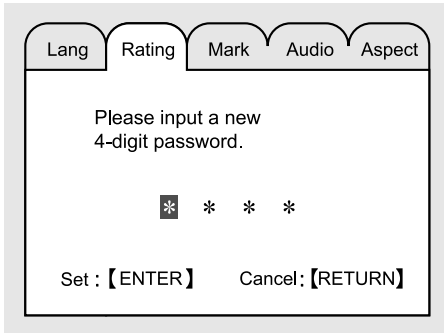 Lang Rating Mark Audio Aspect
Please input a new
4-digit password.
* * * *
Set :【ENTER】 Cancel:【RETURN】